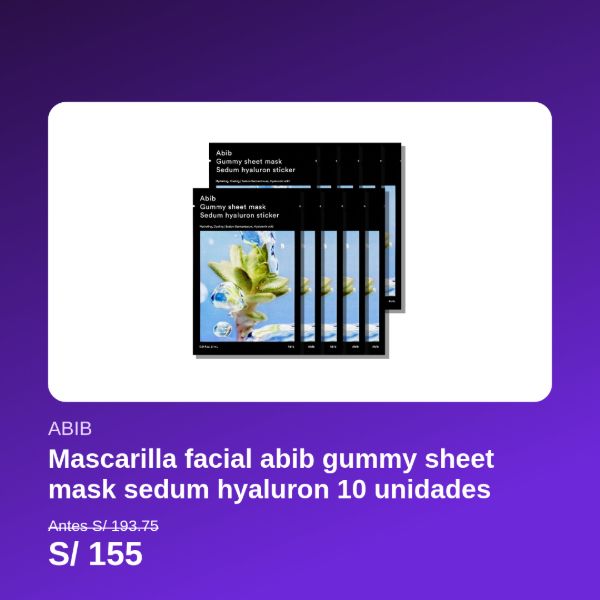 Abib
Gummy sheet mask
Sedum hyaluron sticker
Abib
Gummy sheet mask
Sedum hyaluron sticker
ABIB
Mascarilla facial abib gummy sheet
mask sedum hyaluron 10 unidades
Antes S/ 193.75
S/ 155